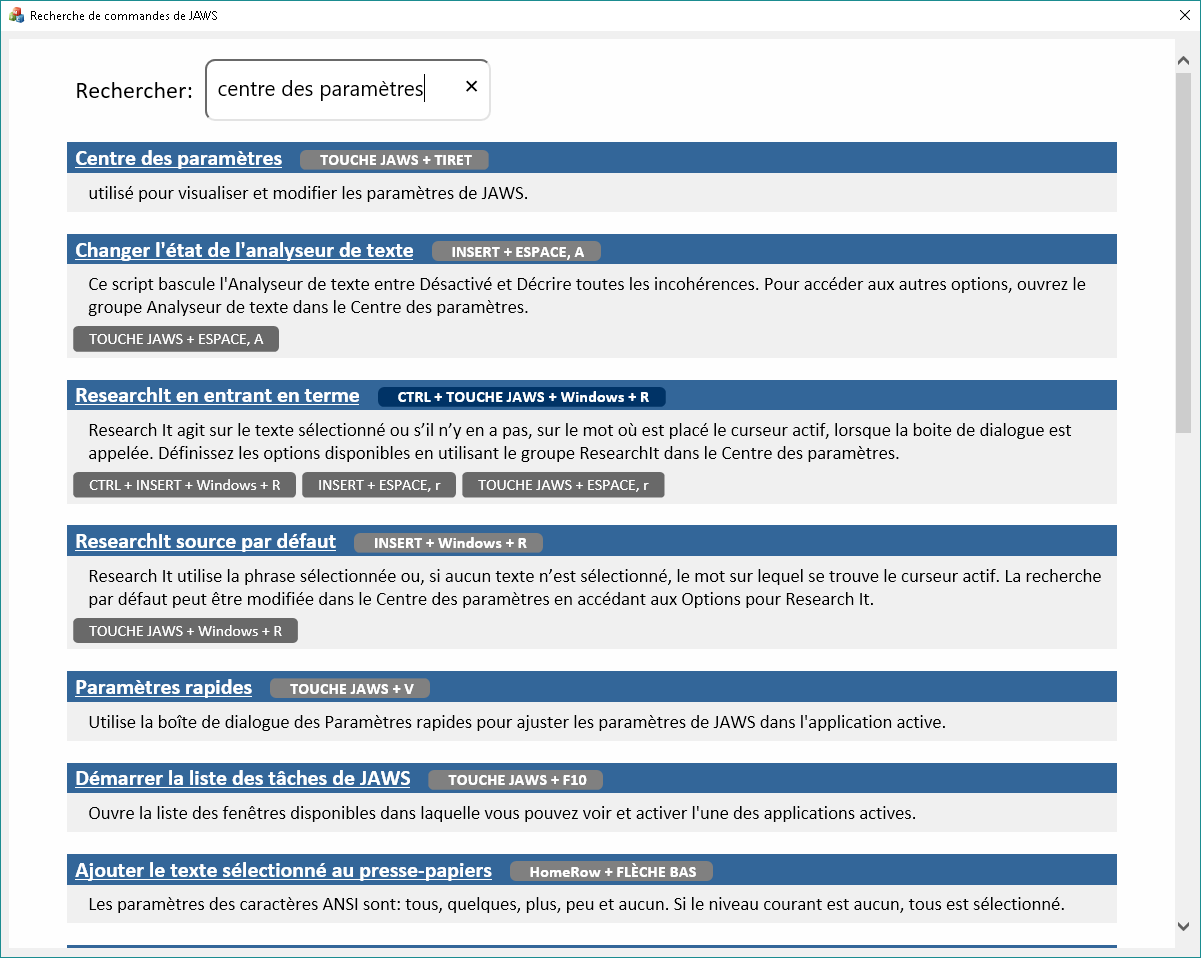 Recherche de commandes de JAWS
Rechercher: centre des paramètres ×
Centre des paramètres TOUCHE JAWS + TIRET
utilisé pour visualiser et modifier les paramètres de JAWS.
Changer l'état de l'analyseur de texte INSERT + ESPACE, A
Ce script bascule l'Analyseur de texte entre Désactivé et Décrire toutes les incohérences. Pour accéder aux autres options, ouvrez le
groupe Analyseur de texte dans le Centre des paramètres.
TOUCHE JAWS + ESPACE, A
ResearchIt en entrant en terme CTRL + TOUCHE JAWS + Windows + R
Research It agit sur le texte sélectionné ou s’il n’y en a pas, sur le mot où est placé le curseur actif, lorsque la boite de dialogue est
appelée. Définissez les options disponibles en utilisant le groupe ResearchIt dans le Centre des paramètres.
CTRL + INSERT + Windows + R INSERT + ESPACE, r TOUCHE JAWS + ESPACE, r
ResearchIt source par défaut INSERT + Windows + R
Research It utilise la phrase sélectionnée ou, si aucun texte n’est sélectionné, le mot sur lequel se trouve le curseur actif. La recherche
par défaut peut être modifiée dans le Centre des paramètres en accédant aux Options pour Research It.
TOUCHE JAWS + Windows + R
Paramètres rapides TOUCHE JAWS + V
Utilise la boîte de dialogue des Paramètres rapides pour ajuster les paramètres de JAWS dans l'application active.
Démarrer la liste des tâches de JAWS TOUCHE JAWS + F10
Ouvre la liste des fenêtres disponibles dans laquelle vous pouvez voir et activer l'une des applications actives.
Ajouter le texte sélectionné au presse-papiers HomeRow + FLÈCHE BAS
Les paramètres des caractères ANSI sont: tous, quelques, plus, peu et aucun. Si le niveau courant est aucun, tous est sélectionné.